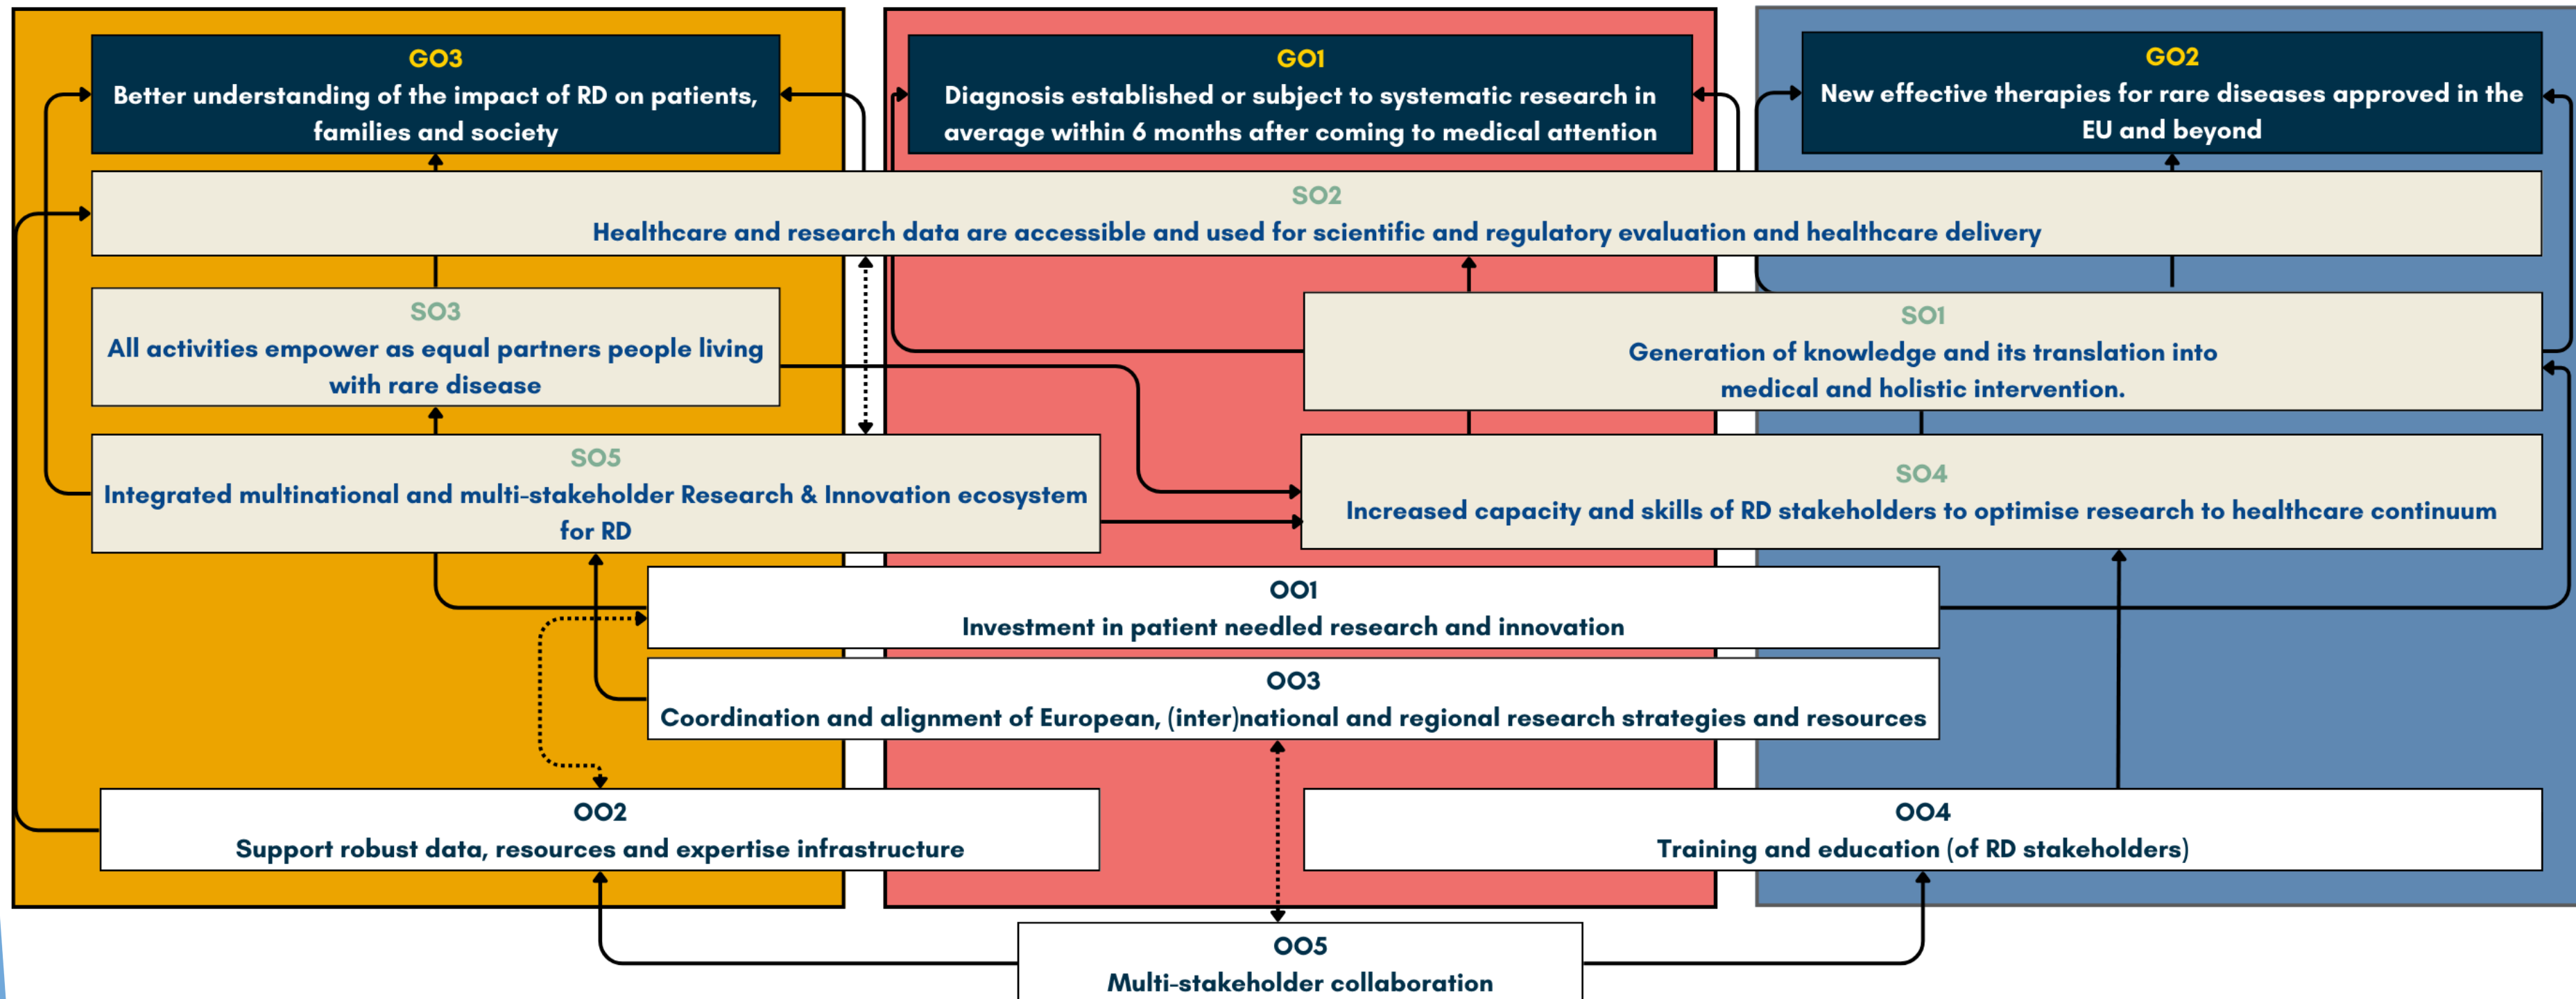 GO3
Better understanding of the impact of RD on patients,
families and society
GO1
Diagnosis established or subject to systematic research in
average within 6 months after coming to medical attention
GO2
New effective therapies for rare diseases approved in the
EU and beyond
SO2
Healthcare and research data are accessible and used for scientific and regulatory evaluation and healthcare delivery
SO3
All activities empower as equal partners people living
with rare disease
SO1
Generation of knowledge and its translation into
medical and holistic intervention.
SO5
Integrated multinational and multi-stakeholder Research & Innovation ecosystem
for RD
SO4
Increased capacity and skills of RD stakeholders to optimise research to healthcare continuum
OO1
Investment in patient needled research and innovation
OO3
Coordination and alignment of European, (inter)national and regional research strategies and resources
OO2
Support robust data, resources and expertise infrastructure
OO4
Training and education (of RD stakeholders)
OO5
Multi-stakeholder collaboration